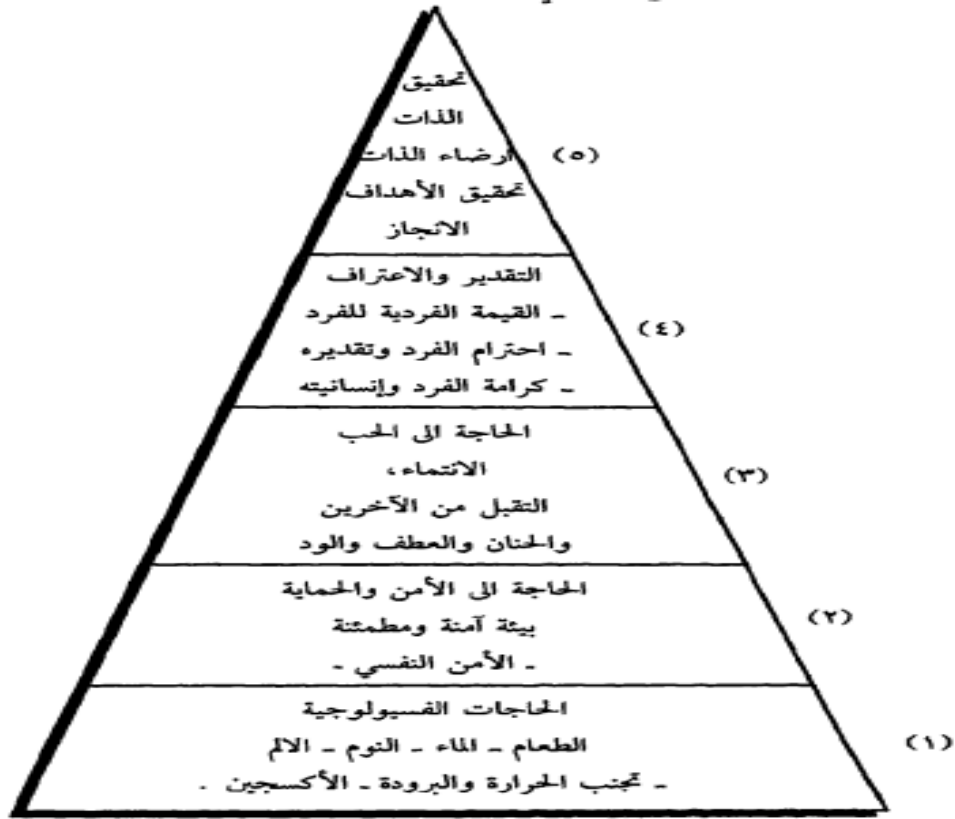 تحقيق
الذات
ارضاء الذات
(٥)
تحقيق الأهداف
الانجاز
التقدير والاعتراف
ـ القيمة الفردية للفرد
(٤)
ـ احترام الفرد وتقديره
ـ كرامة الفرد وإنسانيته
الحاجة الى الحب
الانتماء،
(٣)
التقبل من الآخرين
والحنان والعطف والود
الحاجة الى الأمن والحماية
(٢)
بيئة آمنة ومطمئنة
ـ الأمن النفسي ـ
الحاجات الفسيولوجية
(١)
الطعام ـ الماء ـ النوم ـ الالم
ـ تجنب الحرارة والبرودة ـ الأكسجين .